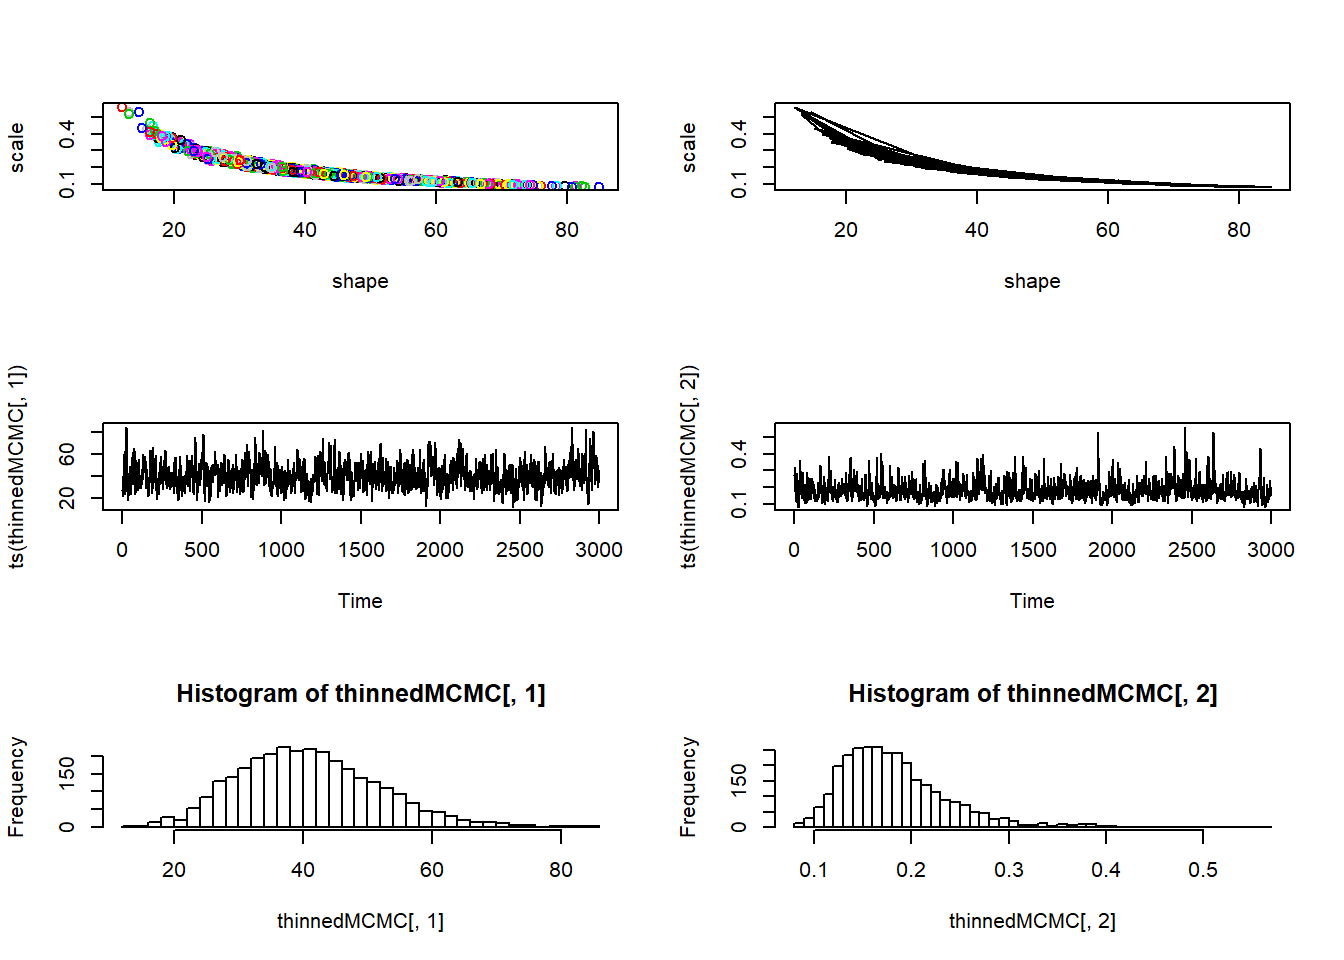 scale
0.1 0.4
20 40 60 80
shape
scale
0.1 0.4
20 40 60 80
shape
ts(thinnedMCMC[, 1])
20 60
0 500 1000 1500 2000 2500 3000
Time
ts(thinnedMCMC[, 2])
0.1 0.4
0 500 1000 1500 2000 2500 3000
Time
Histogram of thinnedMCMC[, 1]
Frequency
0 150
20 40 60 80
thinnedMCMC[, 1]
Histogram of thinnedMCMC[, 2]
Frequency
0 150
0.1 0.2 0.3 0.4 0.5
thinnedMCMC[, 2]